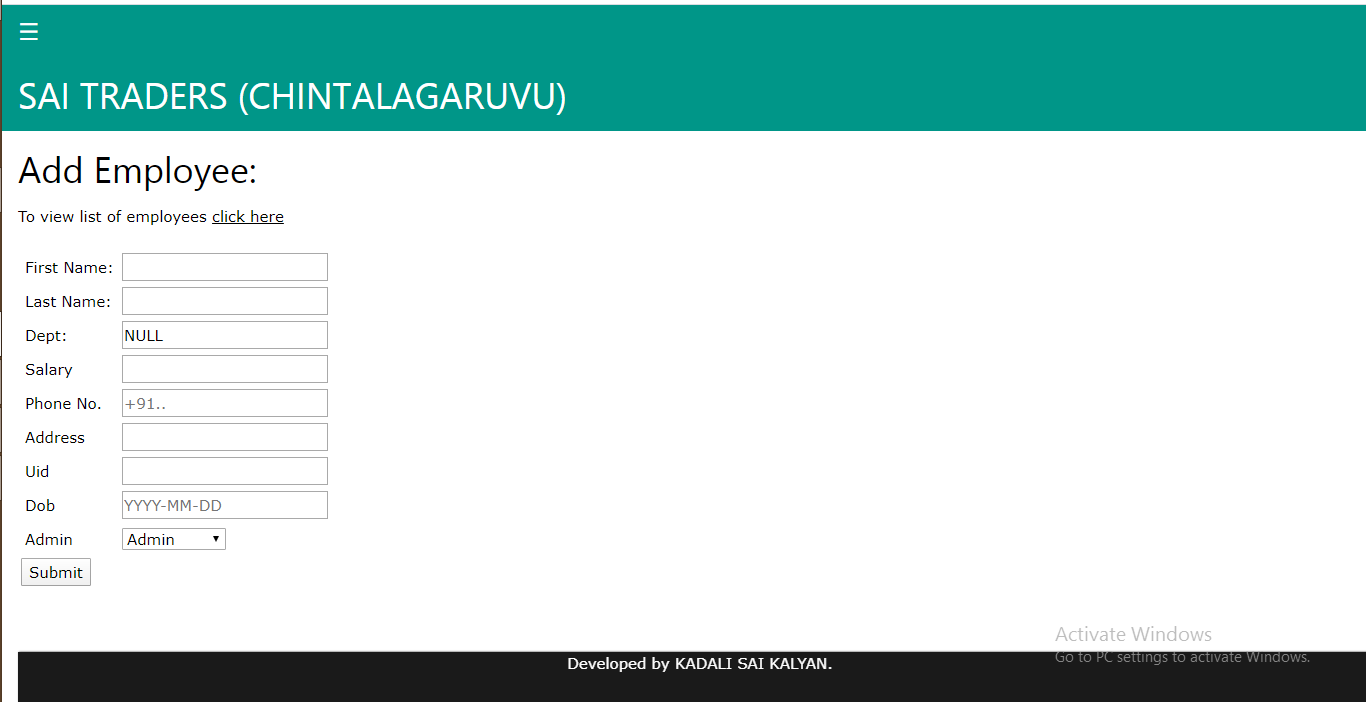 ☰
SAI TRADERS (CHINTALAGARUVU)
Add Employee:
To view list of employees click here
First Name:
Last Name:
Dept: NULL
Salary
Phone No. +91..
Address
Uid
Dob YYYY-MM-DD
Admin Admin
Submit
Activate Windows
Go to PC settings to activate Windows.
Developed by KADALI SAI KALYAN.